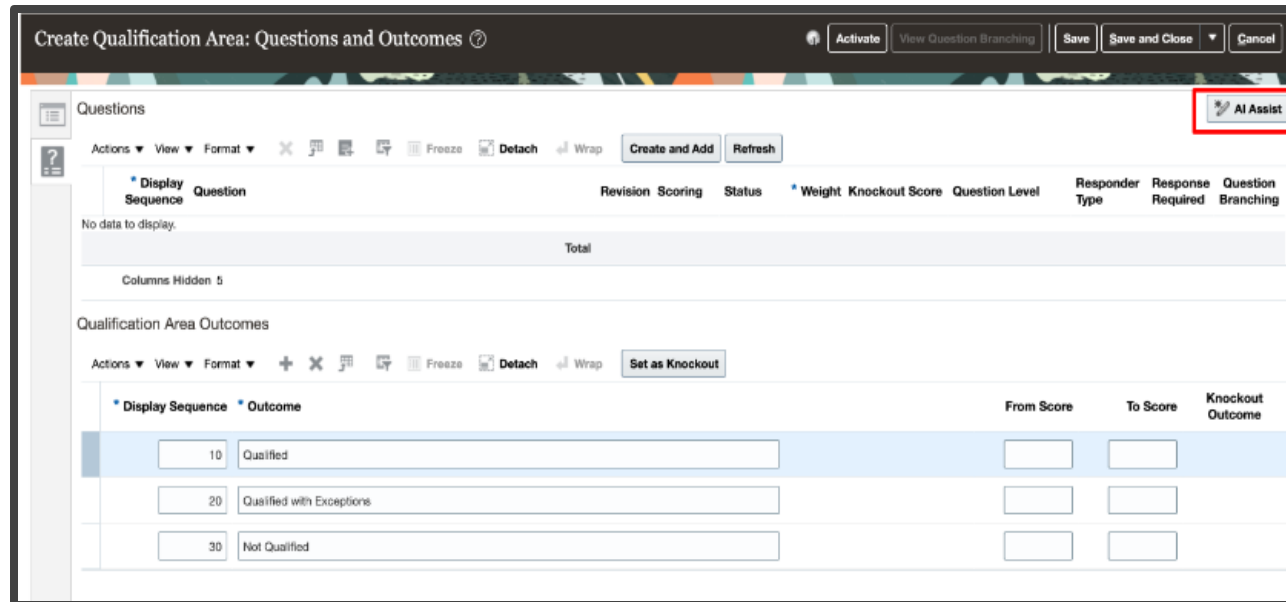 Create Qualification Area: Questions and Outcomes
Activate View Question Branching Save Save and Close Cancel
Questions
AI Assist
Actions View Format Freeze Detach Wrap Create and Add Refresh
* Display Sequence Question Revision Scoring Status * Weight Knockout Score Question Level Responder Type Response Required Question Branching
No data to display.
Total
Columns Hidden 5
Qualification Area Outcomes
Actions View Format Freeze Detach Wrap Set as Knockout
* Display Sequence * Outcome From Score To Score Knockout Outcome
10 Qualified
20 Qualified with Exceptions
30 Not Qualified